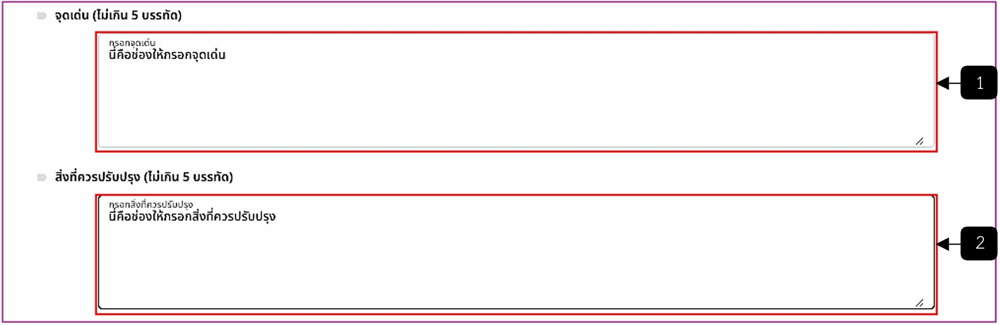 จุดเด่น (ไม่เกิน 5 บรรทัด)
กรอกจุดเด่น
นี่คือช่องให้กรอกจุดเด่น
1
สิ่งที่ควรปรับปรุง (ไม่เกิน 5 บรรทัด)
กรอกสิ่งที่ควรปรับปรุง
นี่คือช่องให้กรอกสิ่งที่ควรปรับปรุง
2